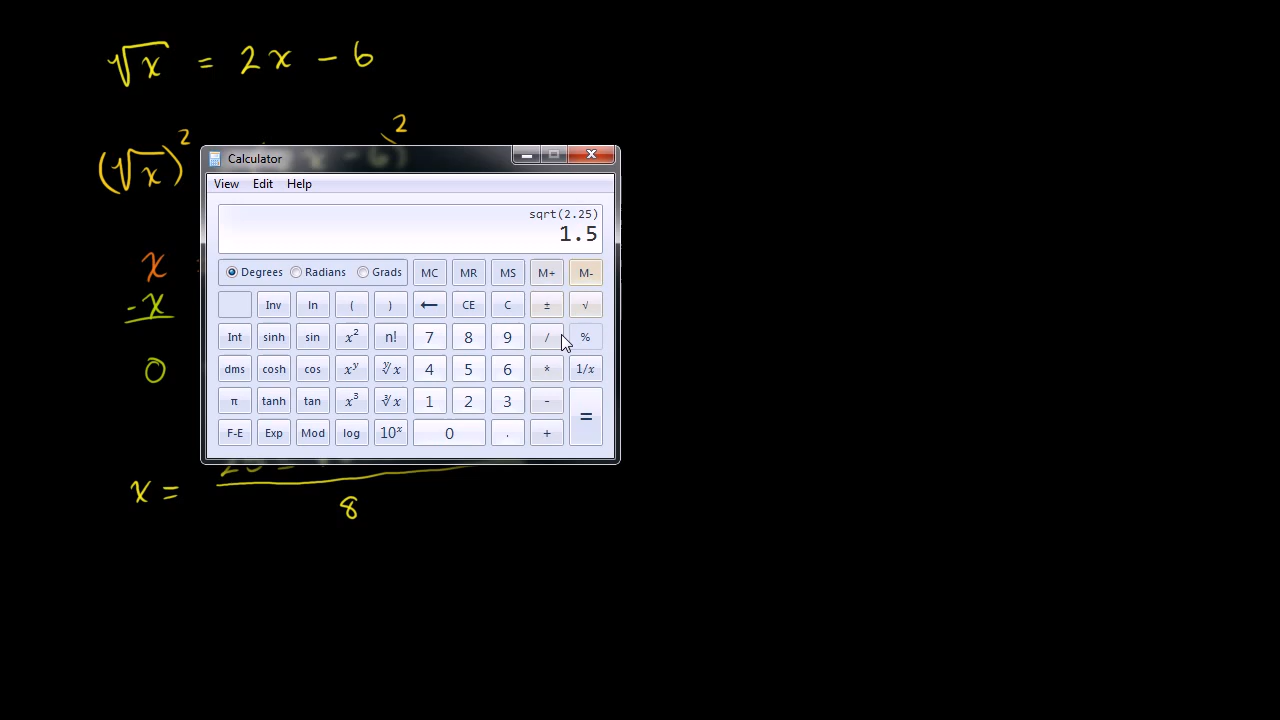 √x = 2x - 6
(√x)² x - 6)²
Calculator
View Edit Help
sqrt(2.25)
1.5
Degrees Radians Grads MC MR MS M+ M-
Inv ln ( ) ← CE C ± √
Int sinh sin x² n! 7 8 9 / %
dms cosh cos xʸ ʸ√x 4 5 6 * 1/x
π tanh tan x³ ³√x 1 2 3 - =
F-E Exp Mod log 10ˣ 0 . +
x
-x
0
x =
8